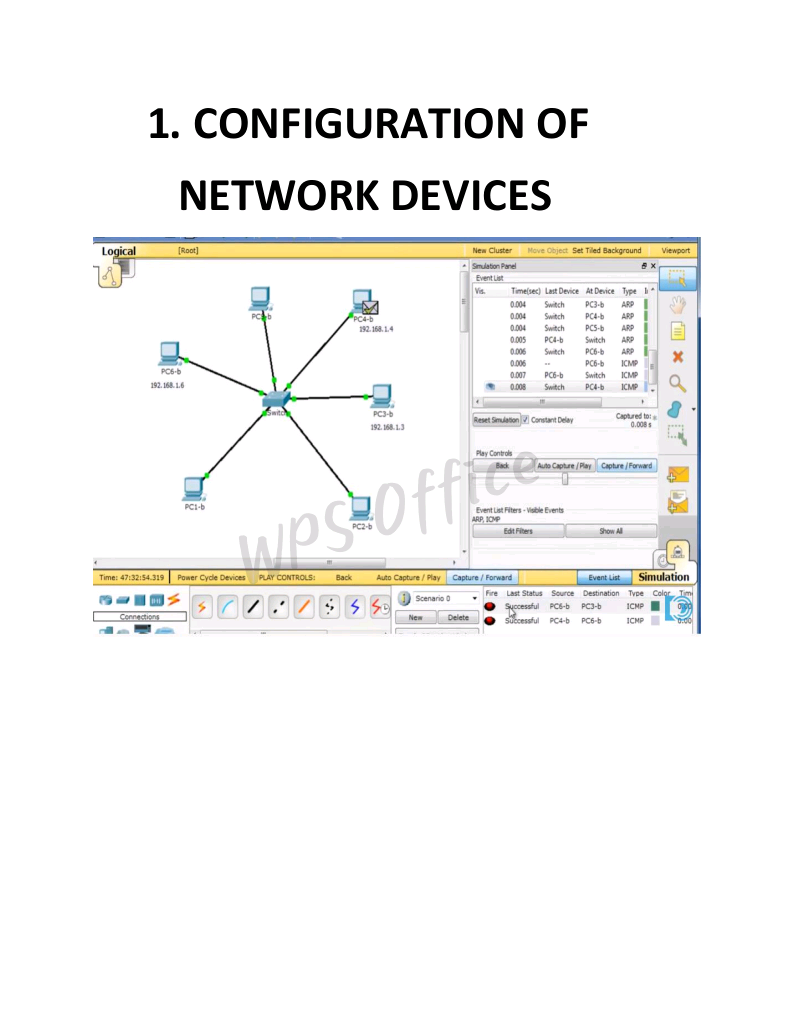 1. CONFIGURATION OF
NETWORK DEVICES
Logical [Root] New Cluster Move Object Set Tiled Background Viewport
Simulation Panel
Event List
Vis. Time(sec) Last Device At Device Type
0.004 Switch PC3-b ARP
0.004 Switch PC4-b ARP
0.004 Switch PC5-b ARP
0.005 PC4-b Switch ARP
0.005 Switch PC6-b ARP
0.006 -- PC6-b ICMP
0.007 PC6-b Switch ICMP
0.008 Switch PC4-b ICMP
Reset Simulation Constant Delay Captured to:
0.008 s
Play Controls
Back Auto Capture / Play Capture / Forward
Event List Filters - Visible Events
ARP, ICMP
Edit Filters Show All
PC4-b
192.168.1.4
PC6-b
192.168.1.6
Switch
PC3-b
192.168.1.3
PC1-b
PC2-b
WPS Office
Time: 47:32:54.319 Power Cycle Devices PLAY CONTROLS: Back Auto Capture / Play Capture / Forward Event List Simulation
Connections
Scenario 0
New Delete
Fire Last Status Source Destination Type Color
Successful PC6-b PC3-b ICMP
Successful PC4-b PC6-b ICMP